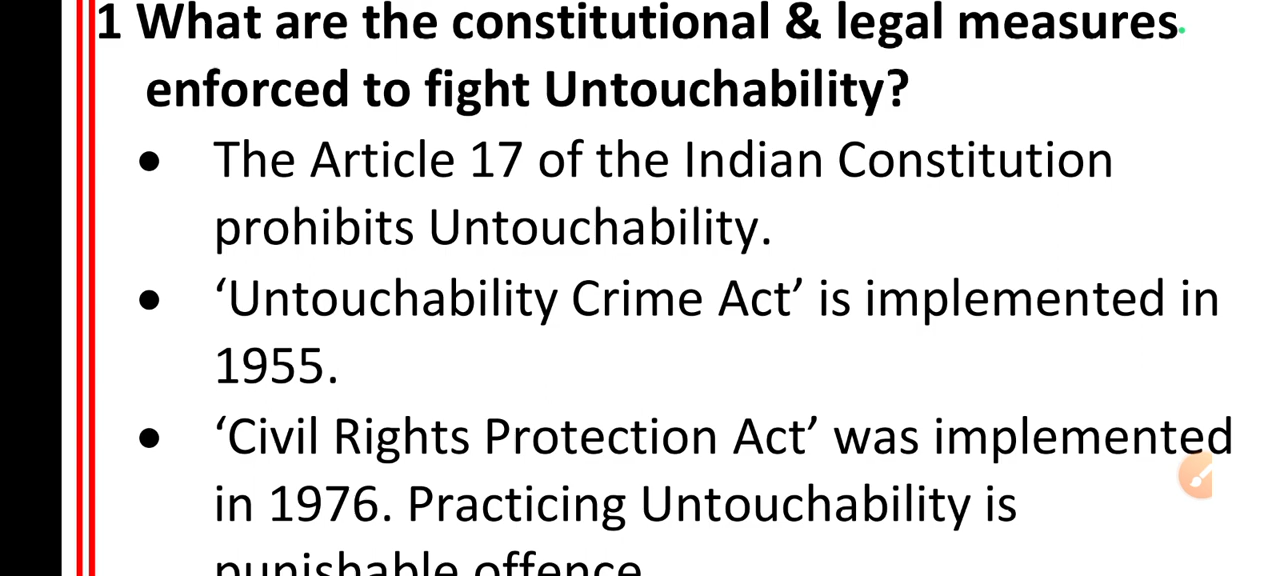 1 What are the constitutional & legal measures
enforced to fight Untouchability?
• The Article 17 of the Indian Constitution
prohibits Untouchability.
• ‘Untouchability Crime Act’ is implemented in
1955.
• ‘Civil Rights Protection Act’ was implemented
in 1976. Practicing Untouchability is
punishable offence